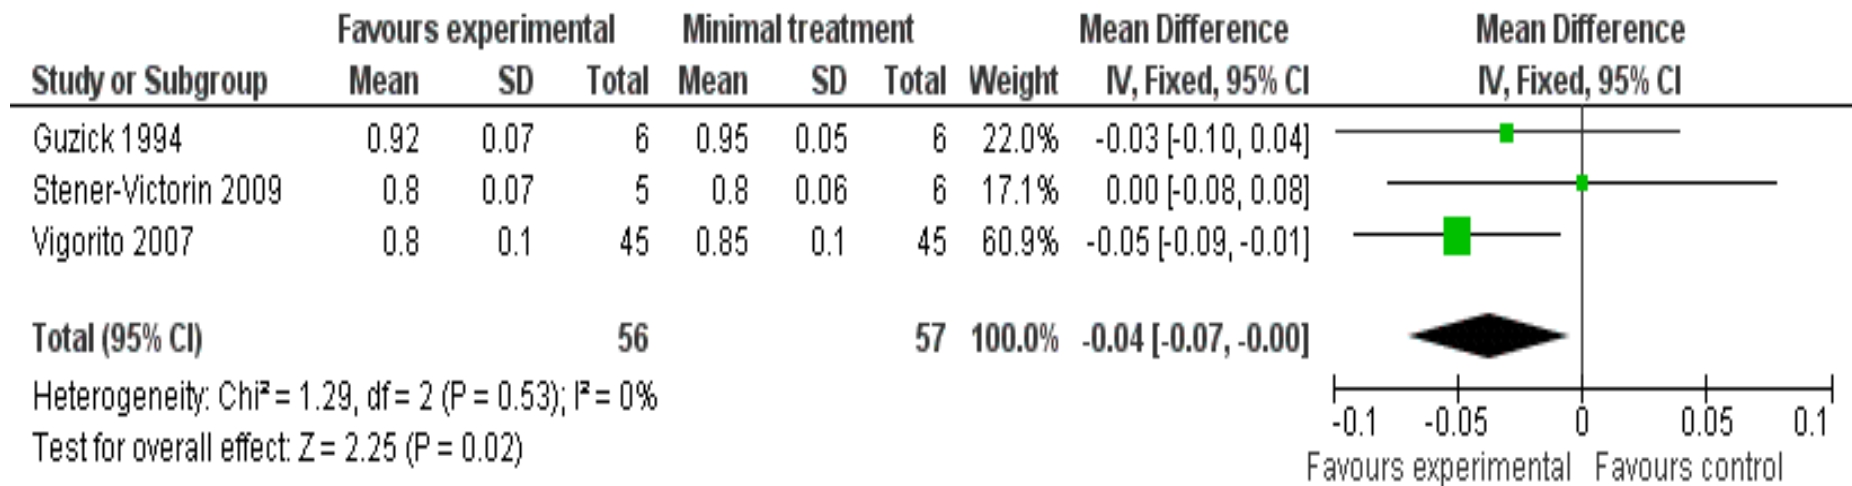 Favours experimental Minimal treatment Mean Difference Mean Difference
Study or Subgroup Mean SD Total Mean SD Total Weight IV, Fixed, 95% CI IV, Fixed, 95% CI
Guzick 1994 0.92 0.07 6 0.95 0.05 6 22.0% -0.03 [-0.10, 0.04]
Stener-Victorin 2009 0.8 0.07 5 0.8 0.06 6 17.1% 0.00 [-0.08, 0.08]
Vigorito 2007 0.8 0.1 45 0.85 0.1 45 60.9% -0.05 [-0.09, -0.01]
Total (95% CI) 56 57 100.0% -0.04 [-0.07, -0.00]
Heterogeneity: Chi² = 1.29, df = 2 (P = 0.53); I² = 0%
Test for overall effect: Z = 2.25 (P = 0.02)
-0.1 -0.05 0 0.05 0.1
Favours experimental Favours control